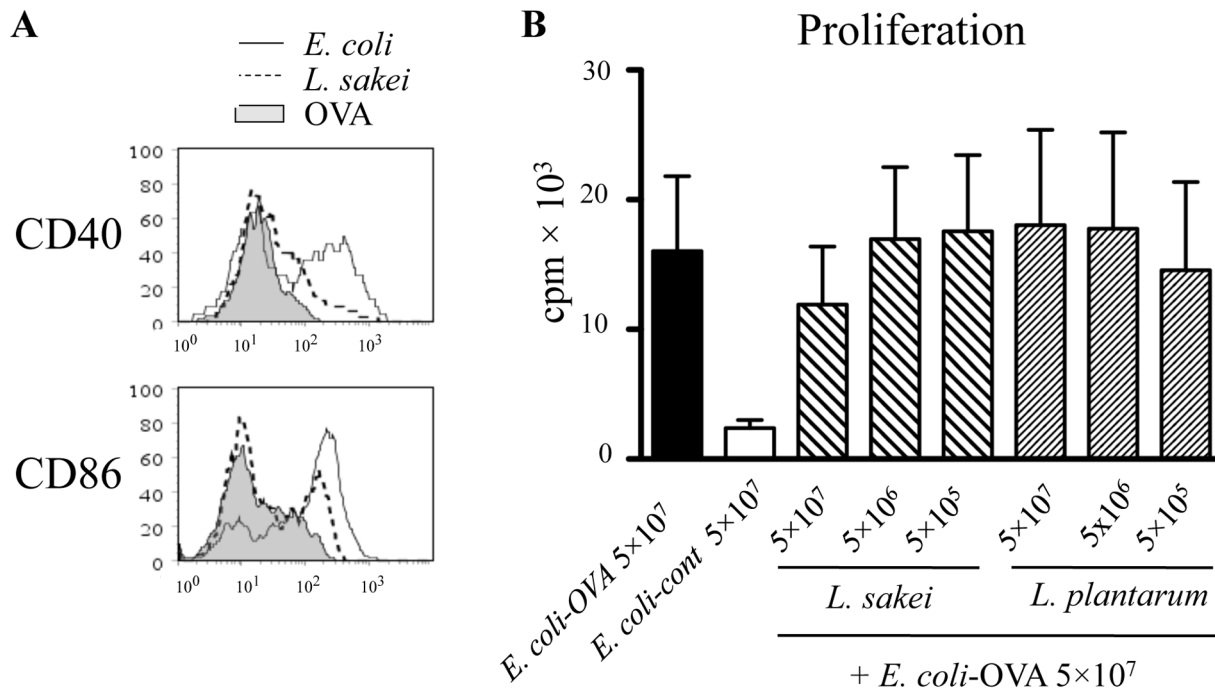 A
E. coli
L. sakei
OVA
CD40
100
80
60
40
20
0
10⁰ 10¹ 10² 10³
CD86
100
80
60
40
20
0
10⁰ 10¹ 10² 10³
B
Proliferation
cpm × 10³
30
20
10
0
E. coli-OVA 5×10⁷
E. coli-cont 5×10⁷
5×10⁷
5×10⁶
5×10⁵
5×10⁷
5x10⁶
5×10⁵
L. sakei
L. plantarum
+ E. coli-OVA 5×10⁷